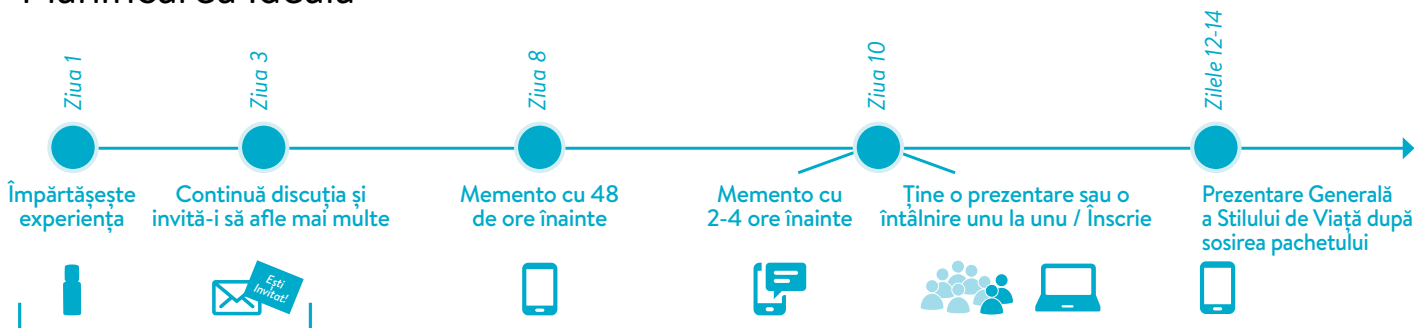 Planificarea Ideală
Ziua 1
Ziua 3
Ziua 8
Ziua 10
Zilele 12-14
Împărtășește
experiența
Continuă discuția și
invită-i să afle mai multe
Memento cu 48
de ore înainte
Memento cu
2-4 ore înainte
Ține o prezentare sau o
întâlnire unu la unu / Înscrie
Prezentare Generală
a Stilului de Viață după
sosirea pachetului
Ești
Invitat!